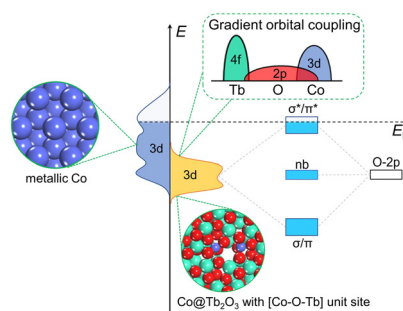 Gradient orbital coupling
E
4f
2p
3d
Tb
O
Co
σ*/π*
E
3d
3d
nb
O-2p
metallic Co
σ/π
Co@Tb₂O₃ with [Co-O-Tb] unit site